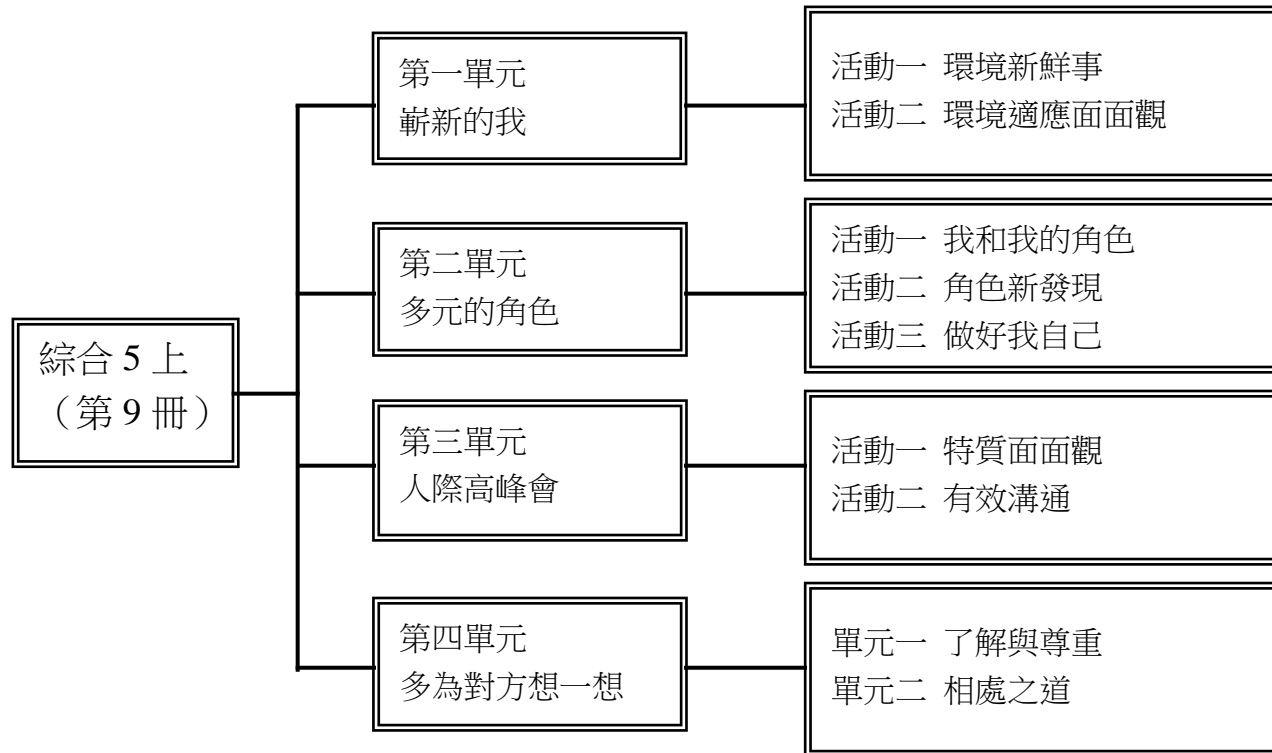 綜合 5 上
（第 9 冊）
第一單元
嶄新的我
活動一 環境新鮮事
活動二 環境適應面面觀
第二單元
多元的角色
活動一 我和我的角色
活動二 角色新發現
活動三 做好我自己
第三單元
人際高峰會
活動一 特質面面觀
活動二 有效溝通
第四單元
多為對方想一想
單元一 了解與尊重
單元二 相處之道